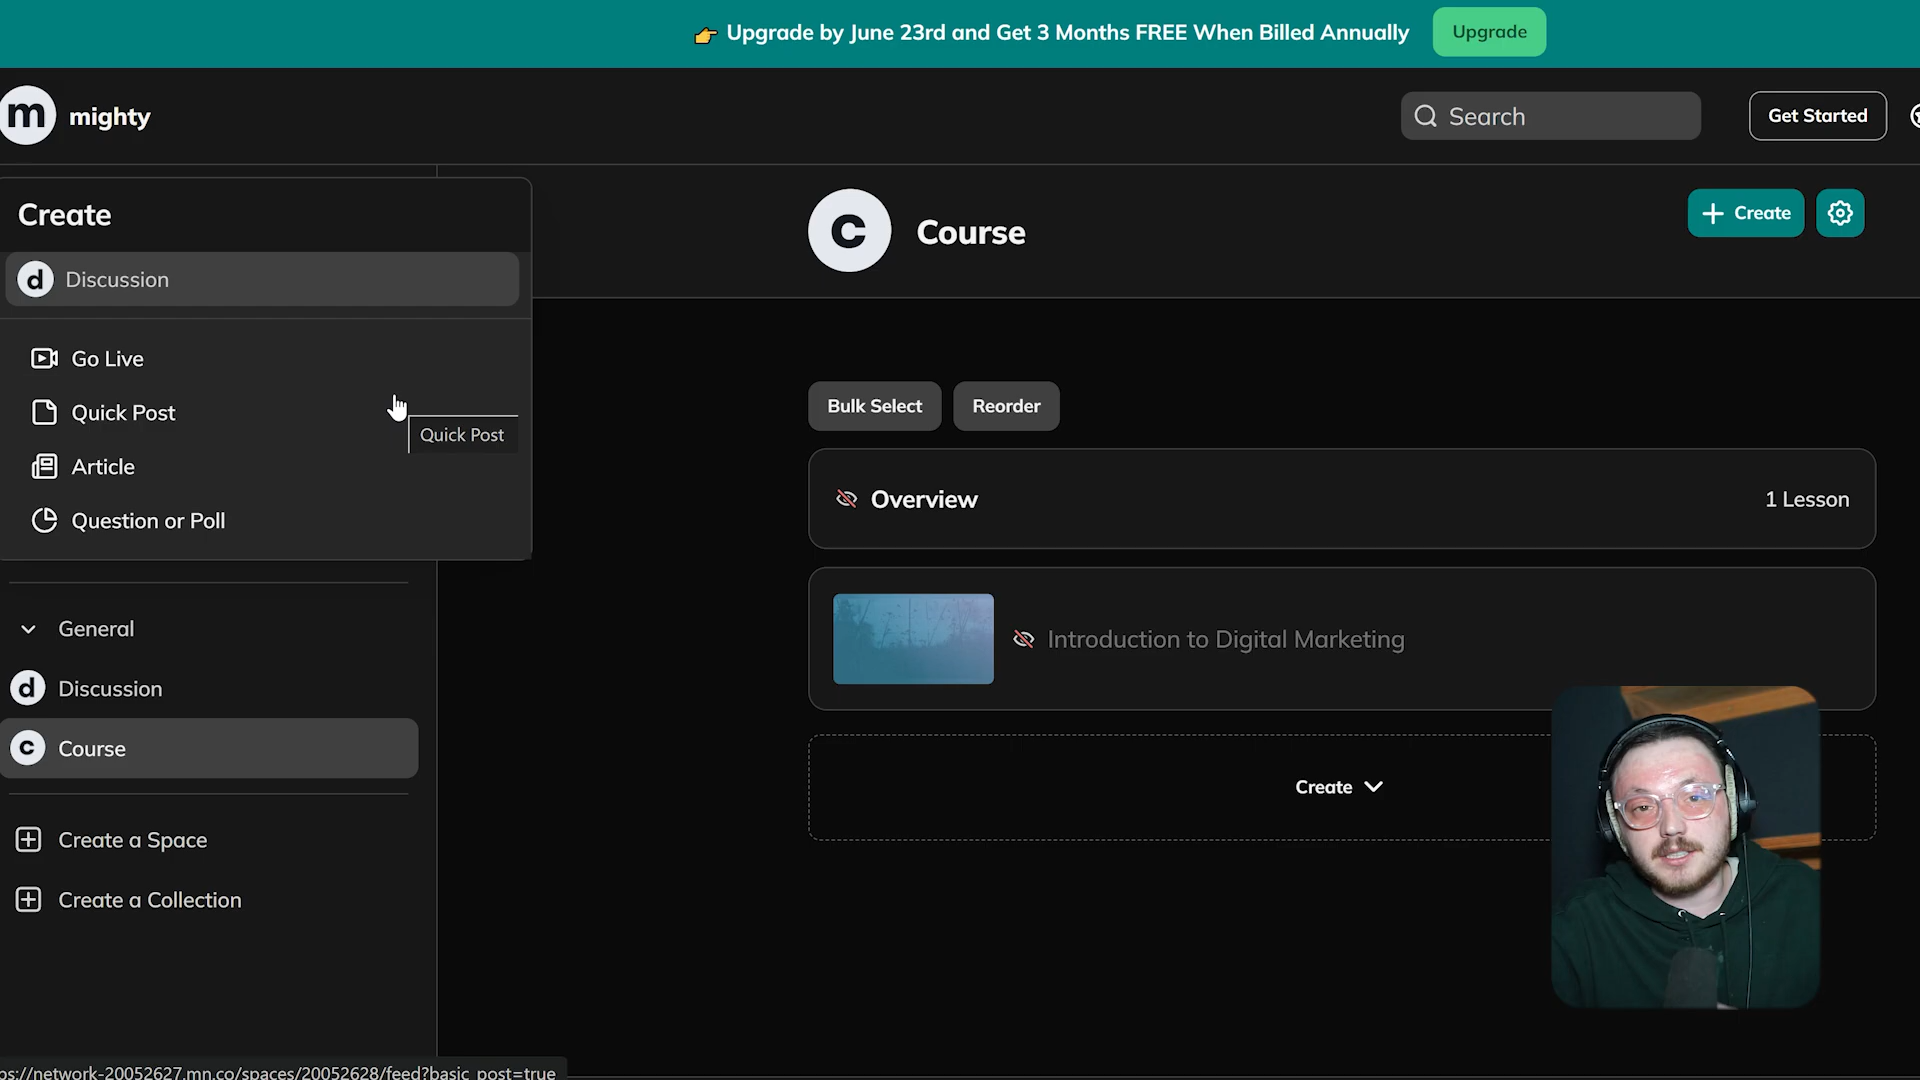 👉 Upgrade by June 23rd and Get 3 Months FREE When Billed Annually
Upgrade
m mighty
Search
Get Started
Create
d Discussion
Go Live
Quick Post
Quick Post
Article
Question or Poll
General
d Discussion
c Course
Create a Space
Create a Collection
c Course
+ Create
Bulk Select
Reorder
Overview
1 Lesson
Introduction to Digital Marketing
Create
ps://network-20052627.mn.co/spaces/20052628/feed?basic_post=true